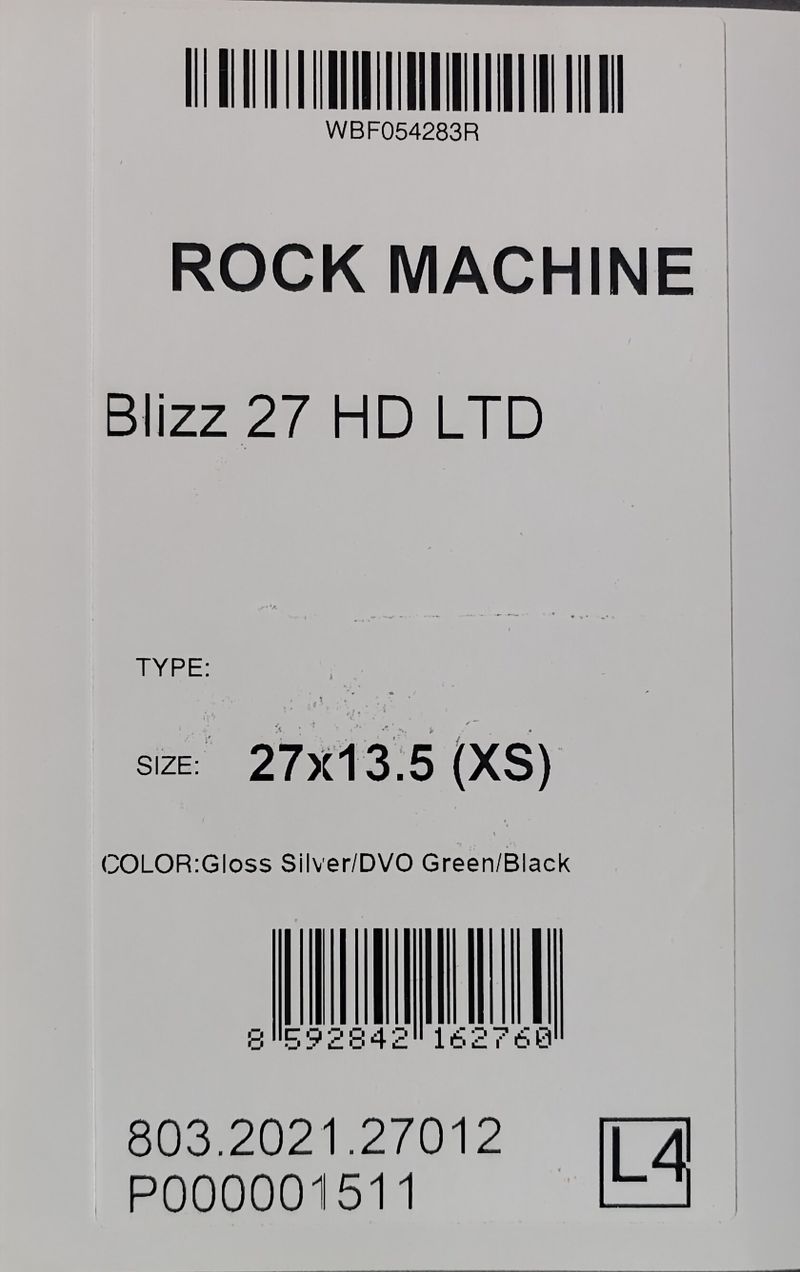 WBF054283R
ROCK MACHINE
Blizz 27 HD LTD
TYPE:
SIZE: 27x13.5 (XS)
COLOR:Gloss Silver/DVO Green/Black
8 592842 162760
803.2021.27012
P000001511
L4